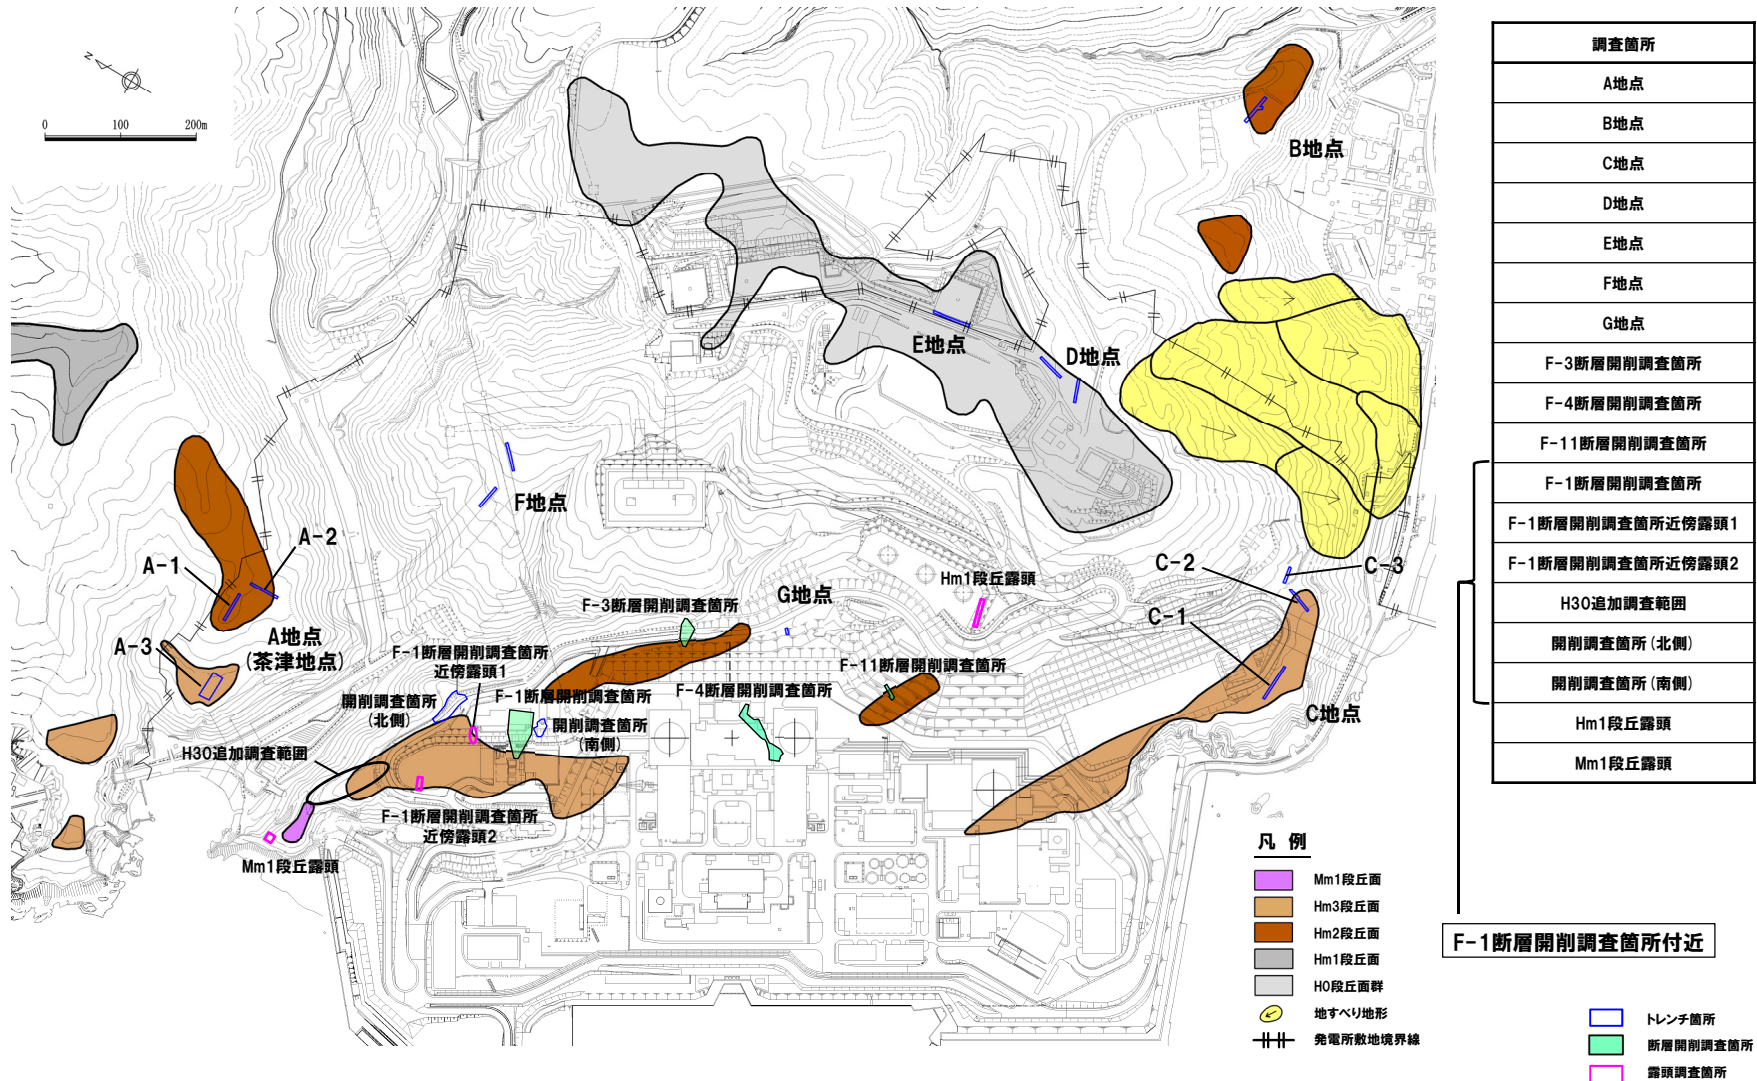 N
0 100 200m
B地点
E地点
D地点
F地点
A-2
A-1
A-3
A地点
(茶津地点)
C-2
C-3
C-1
C地点
Hm1段丘露頭
G地点
F-3断層開削調査箇所
F-1断層開削調査箇所
近傍露頭1
F-1断層開削調査箇所
F-11断層開削調査箇所
F-4断層開削調査箇所
開削調査箇所
(北側)
開削調査箇所
(南側)
H30追加調査範囲
F-1断層開削調査箇所
近傍露頭2
Mm1段丘露頭
凡 例
Mm1段丘面
Hm3段丘面
Hm2段丘面
Hm1段丘面
H0段丘面群
地すべり地形
発電所敷地境界線
調査箇所
A地点
B地点
C地点
D地点
E地点
F地点
G地点
F-3断層開削調査箇所
F-4断層開削調査箇所
F-11断層開削調査箇所
F-1断層開削調査箇所
F-1断層開削調査箇所近傍露頭1
F-1断層開削調査箇所近傍露頭2
H30追加調査範囲
開削調査箇所(北側)
開削調査箇所(南側)
Hm1段丘露頭
Mm1段丘露頭
F-1断層開削調査箇所付近
トレンチ箇所
断層開削調査箇所
露頭調査箇所